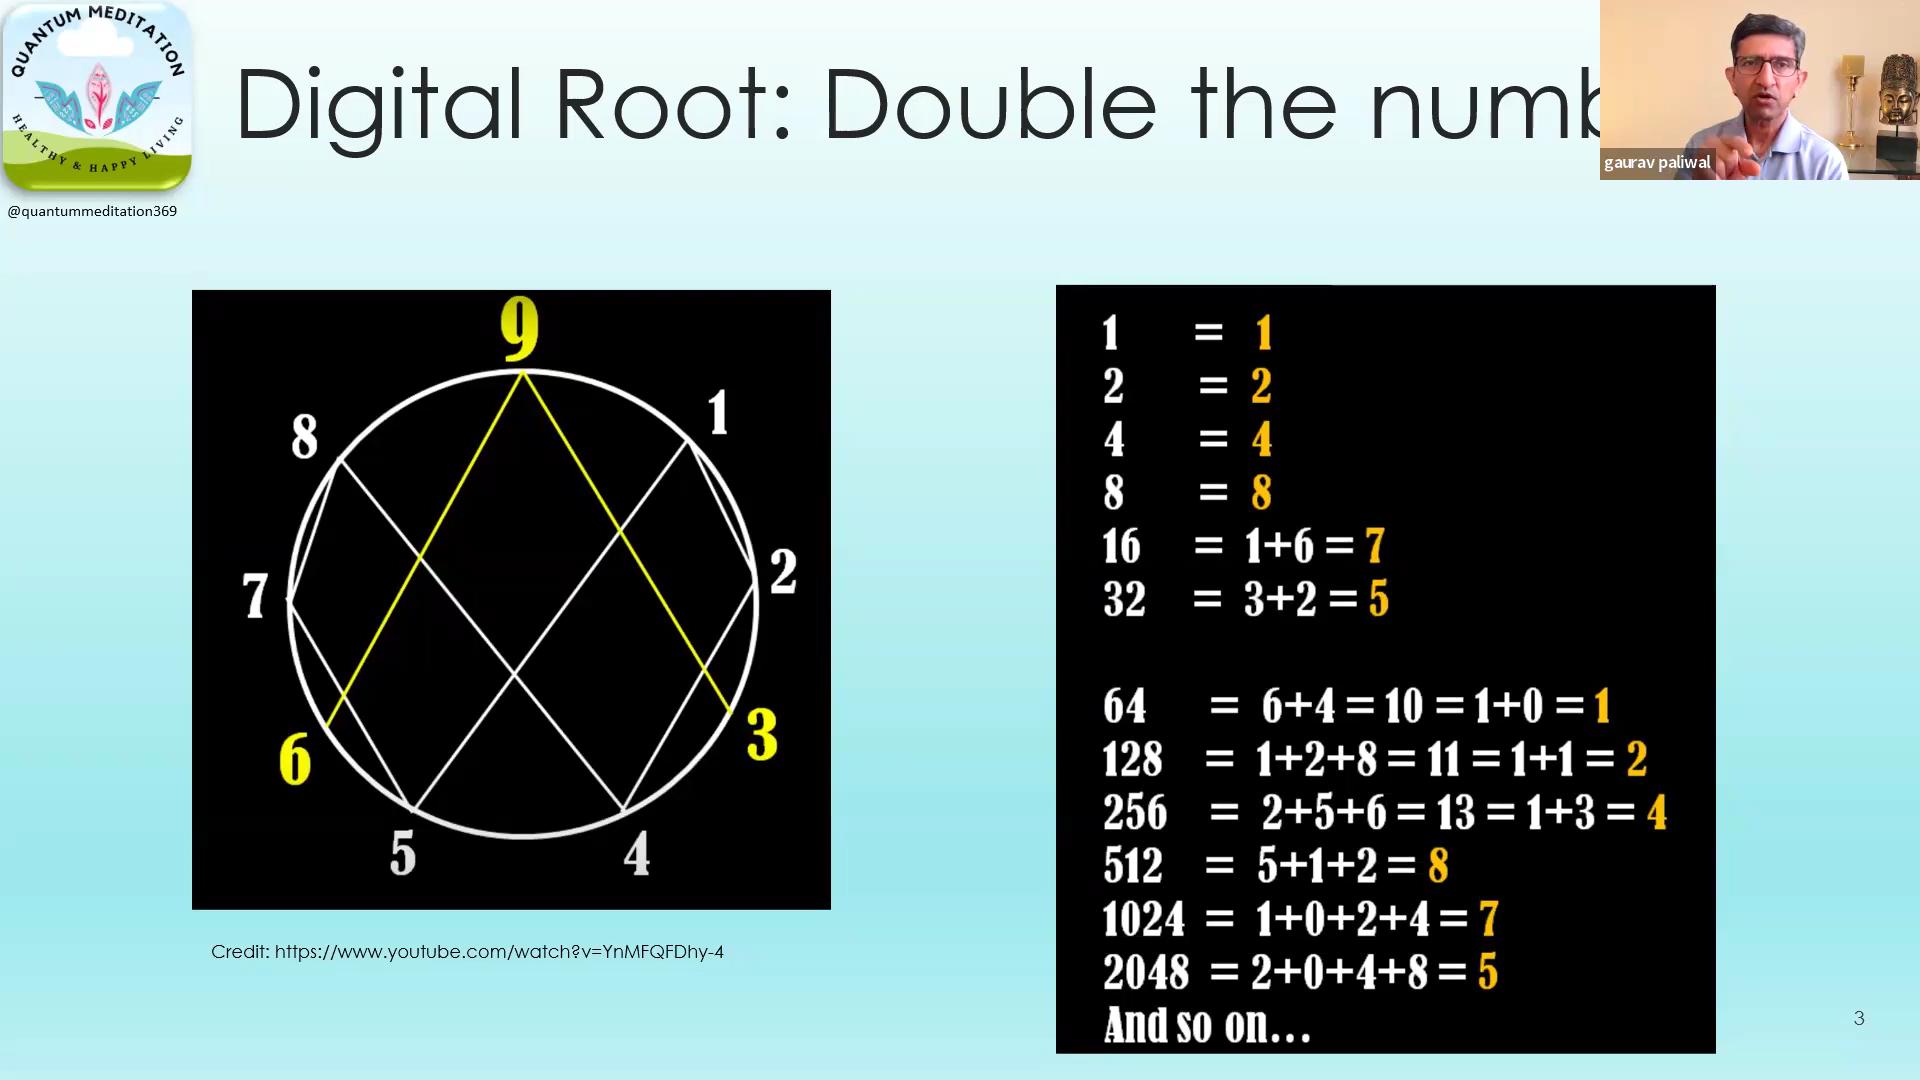 QUANTUM MEDITATION
HEALTHY & HAPPY LIVING
@quantummeditation369
Digital Root: Double the numb
gaurav paliwal
9
8
1
7
2
6
3
5
4
Credit: https://www.youtube.com/watch?v=YnMFQFDhy-4
1 = 1
2 = 2
4 = 4
8 = 8
16 = 1+6 = 7
32 = 3+2 = 5
64 = 6+4 = 10 = 1+0 = 1
128 = 1+2+8 = 11 = 1+1 = 2
256 = 2+5+6 = 13 = 1+3 = 4
512 = 5+1+2 = 8
1024 = 1+0+2+4 = 7
2048 = 2+0+4+8 = 5
And so on...
3